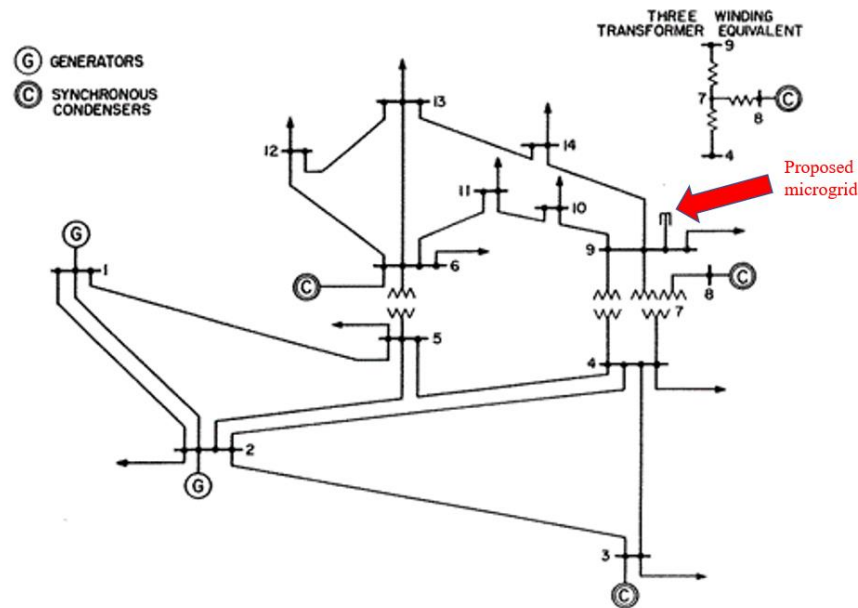 THREE WINDING
TRANSFORMER EQUIVALENT
9
7
C
8
4
G GENERATORS
C SYNCHRONOUS
CONDENSERS
13
12
14
11
10
Proposed
microgrid
m
9
G
1
C
6
8
C
7
5
4
2
G
3
C